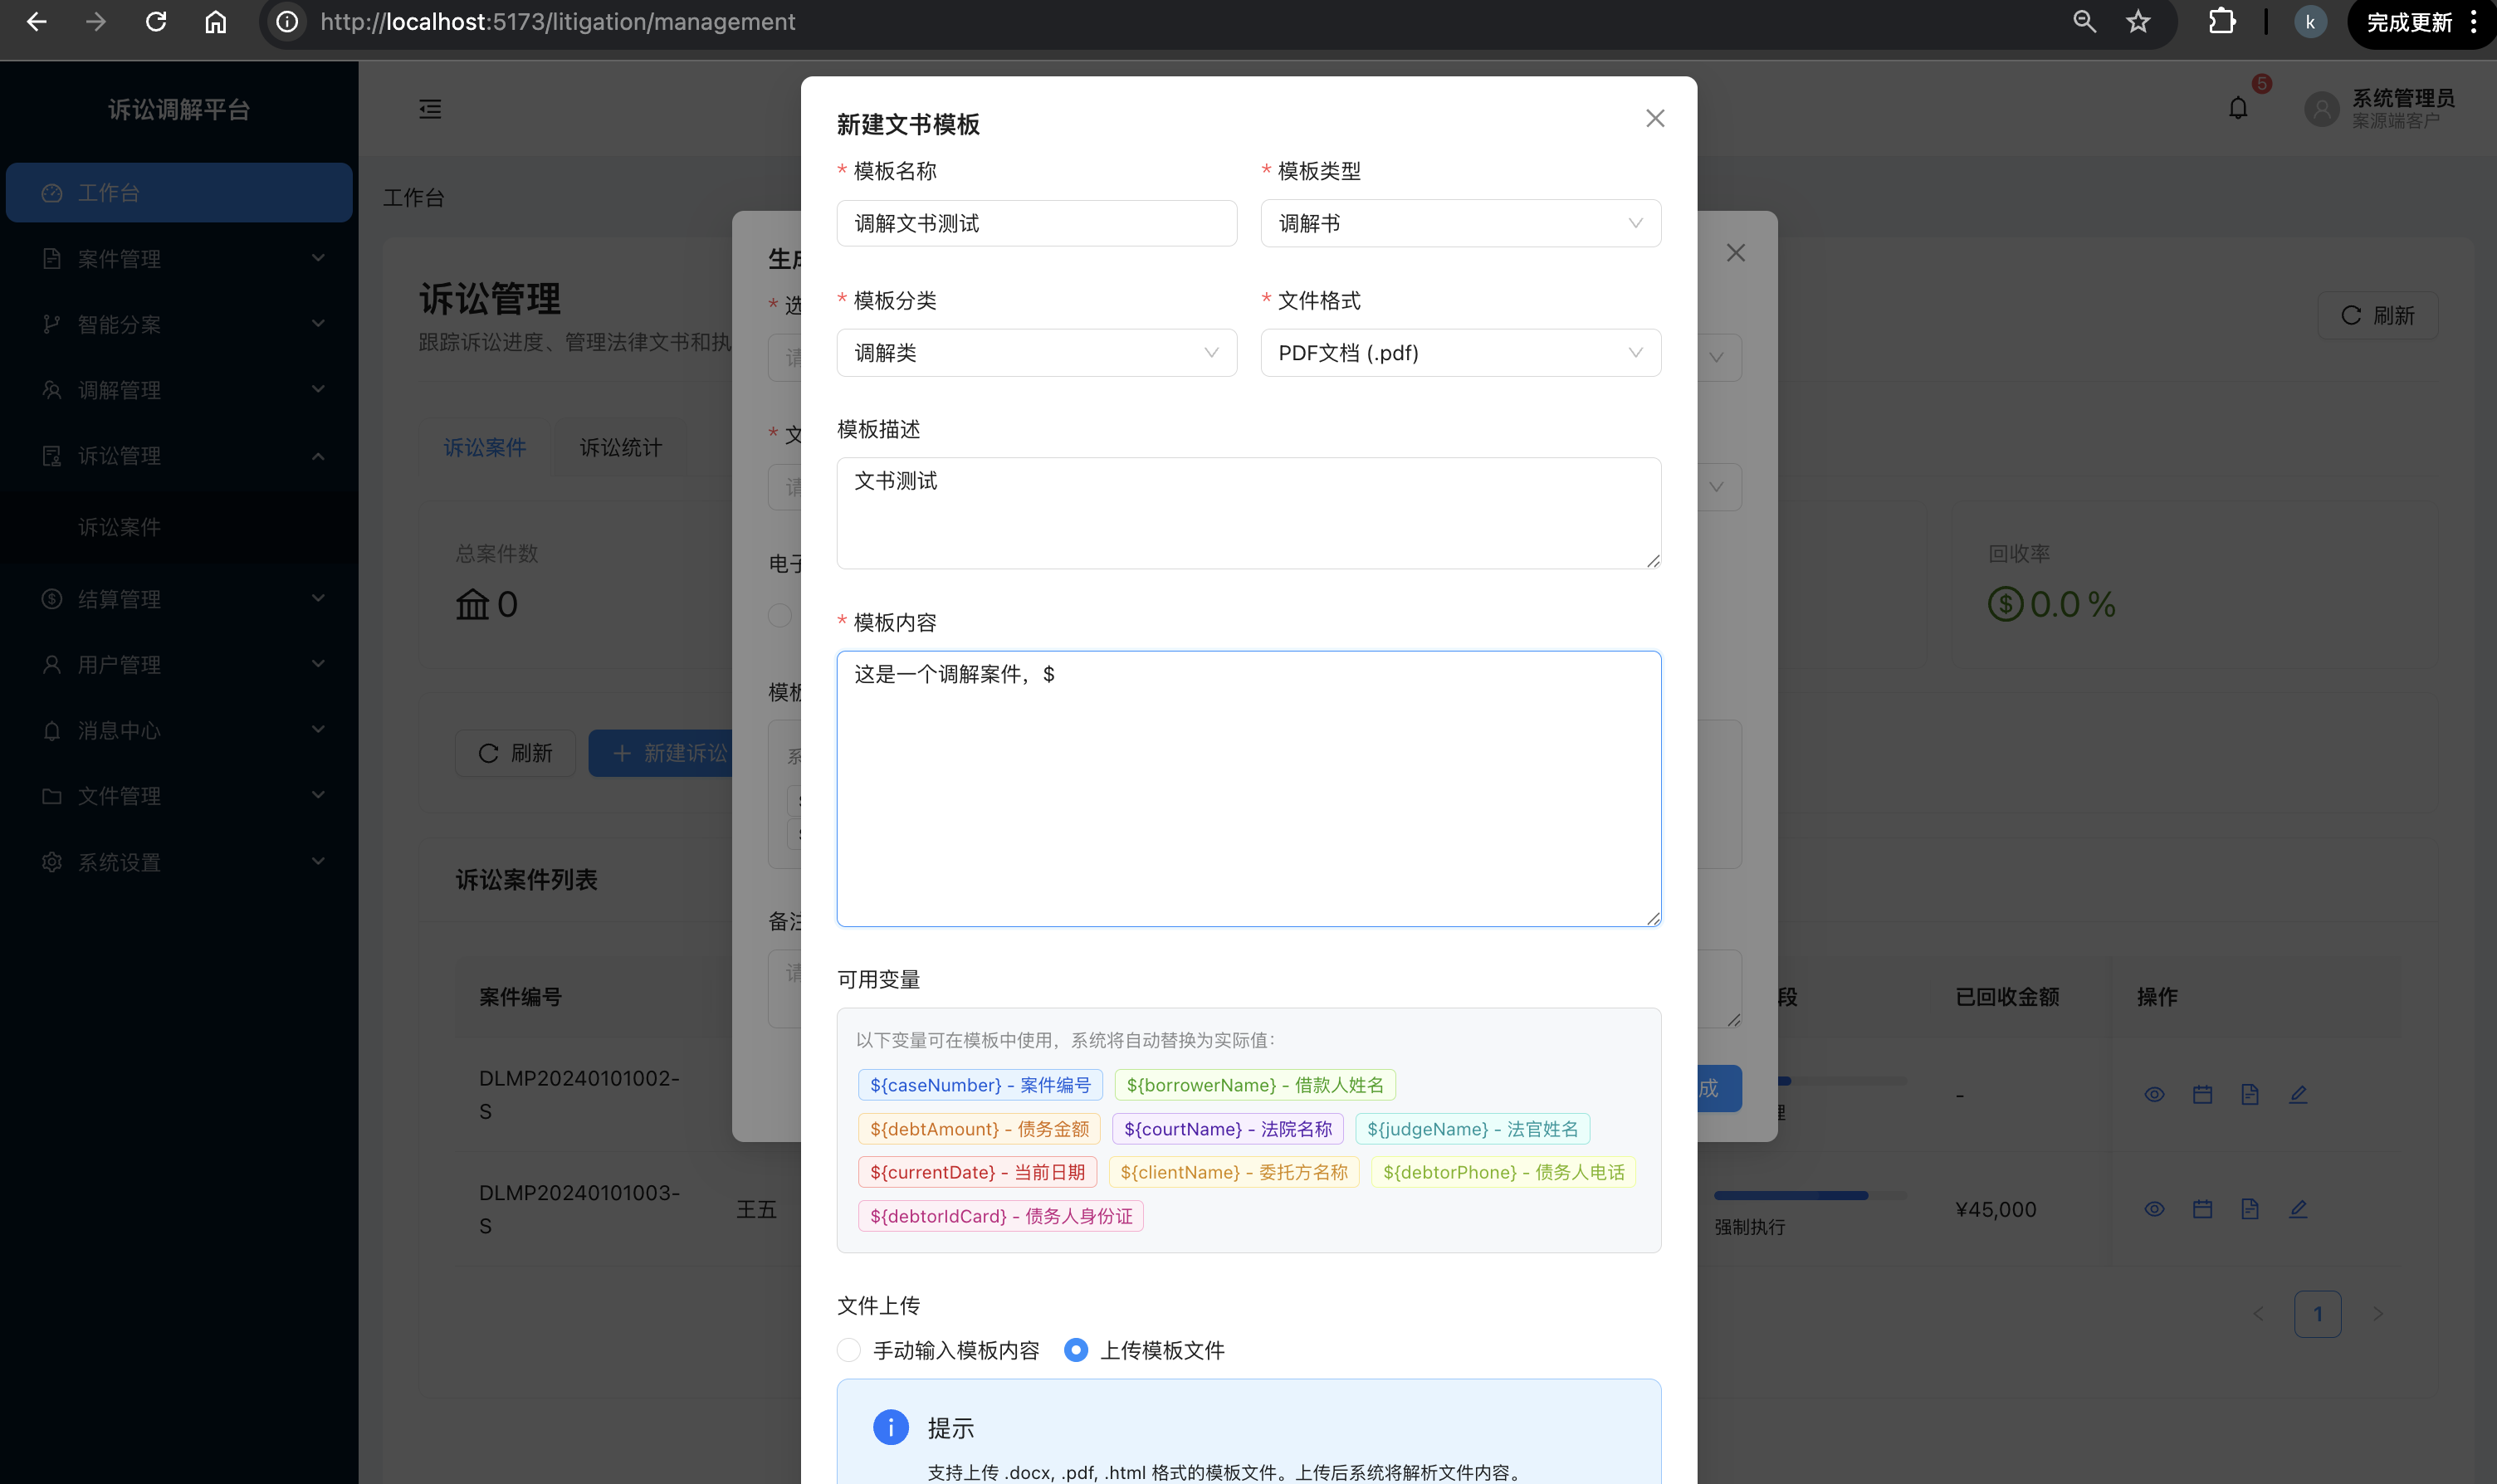 http://localhost:5173/litigation/management
k
完成更新
诉讼调解平台
工作台
案件管理
智能分案
调解管理
诉讼管理
诉讼案件
结算管理
用户管理
消息中心
文件管理
系统设置
5
系统管理员
案源端客户
工作台
诉讼管理
跟踪诉讼进度、管理法律文书和执
刷新
诉讼案件
诉讼统计
总案件数
0
回收率
0.0 %
刷新
新建诉讼
诉讼案件列表
案件编号
段
已回收金额
操作
DLMP20240101002-
S
-
理
DLMP20240101003-
S
王五
强制执行
¥45,000
1
* 选
请
* 文
请
电子
模板
系
备注
请
成
新建文书模板
* 模板名称
* 模板类型
调解文书测试
调解书
* 模板分类
* 文件格式
调解类
PDF文档 (.pdf)
模板描述
文书测试
* 模板内容
这是一个调解案件，$
可用变量
以下变量可在模板中使用，系统将自动替换为实际值：
${caseNumber} - 案件编号
${borrowerName} - 借款人姓名
${debtAmount} - 债务金额
${courtName} - 法院名称
${judgeName} - 法官姓名
${currentDate} - 当前日期
${clientName} - 委托方名称
${debtorPhone} - 债务人电话
${debtorIdCard} - 债务人身份证
文件上传
手动输入模板内容
上传模板文件
提示
支持上传 .docx, .pdf, .html 格式的模板文件。上传后系统将解析文件内容。